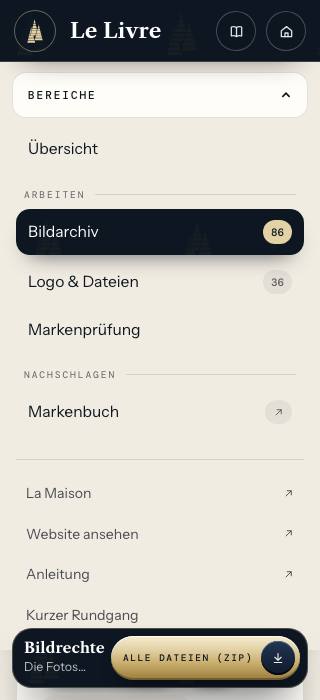 Le Livre
BEREICHE
Übersicht
ARBEITEN
Bildarchiv 86
Logo & Dateien 36
Markenprüfung
NACHSCHLAGEN
Markenbuch
La Maison
Website ansehen
Anleitung
Kurzer Rundgang
Bildrechte
Die Fotos...
ALLE DATEIEN (ZIP)